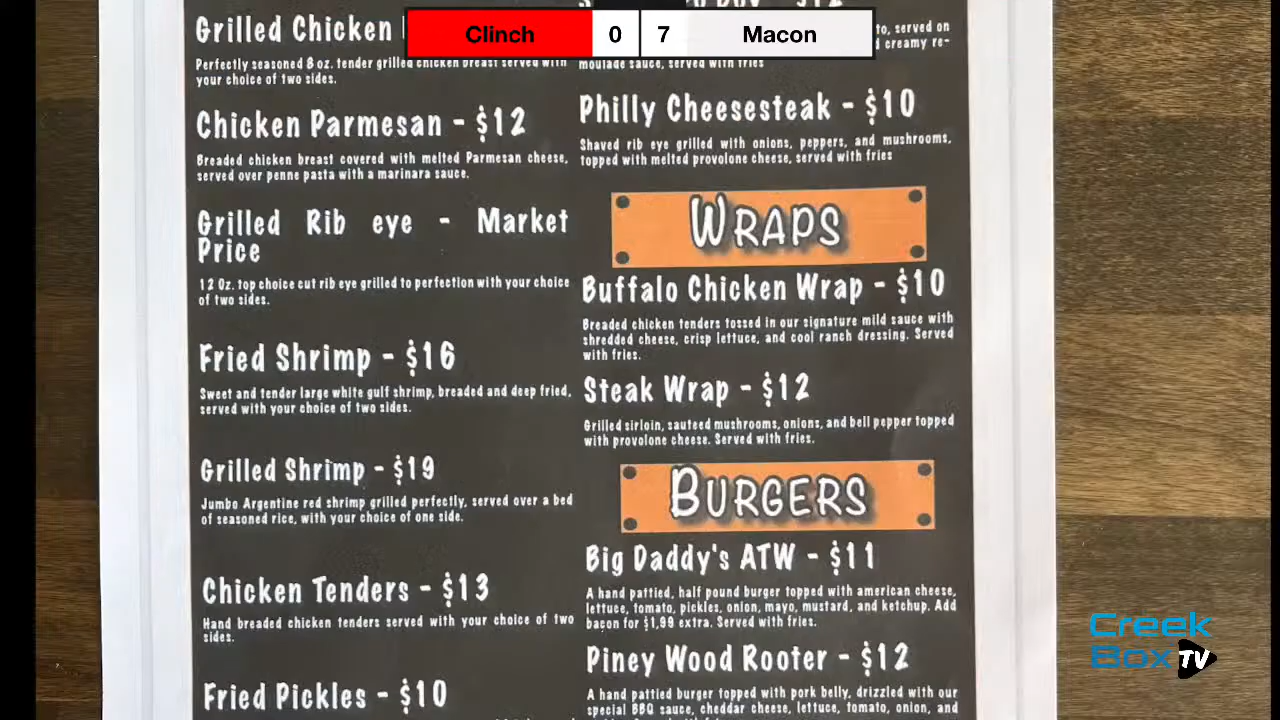 Clinch 0 7 Macon
Grilled Chicken
Perfectly seasoned 8 oz. tender grilled chicken breast served with
your choice of two sides.
Chicken Parmesan - $12
Breaded chicken breast covered with melted Parmesan cheese,
served over penne pasta with a marinara sauce.
Grilled Rib eye - Market
Price
12 Oz. top choice cut rib eye grilled to perfection with your choice
of two sides.
Fried Shrimp - $16
Sweet and tender large white gulf shrimp, breaded and deep fried,
served with your choice of two sides.
Grilled Shrimp - $19
Jumbo Argentine red shrimp grilled perfectly, served over a bed
of seasoned rice, with your choice of one side.
Chicken Tenders - $13
Hand breaded chicken tenders served with your choice of two
sides.
Fried Pickles - $10
served on
creamy re-
moulade sauce, served with fries
Philly Cheesesteak - $10
Shaved rib eye grilled with onions, peppers, and mushrooms,
topped with melted provolone cheese, served with fries
WRAPS
Buffalo Chicken Wrap - $10
Breaded chicken tenders tossed in our signature mild sauce with
shredded cheese, crisp lettuce, and cool ranch dressing. Served
with fries.
Steak Wrap - $12
Grilled sirloin, sauteed mushrooms, onions, and bell pepper topped
with provolone cheese. Served with fries.
BURGERS
Big Daddy's ATW - $11
A hand pattied, half pound burger topped with american cheese,
lettuce, tomato, pickles, onion, mayo, mustard, and ketchup. Add
bacon for $1,99 extra. Served with fries.
Piney Wood Rooter - $12
A hand pattied burger topped with pork belly, drizzled with our
special BBQ sauce, cheddar cheese, lettuce, tomato, onion, and
Creek
Box TV